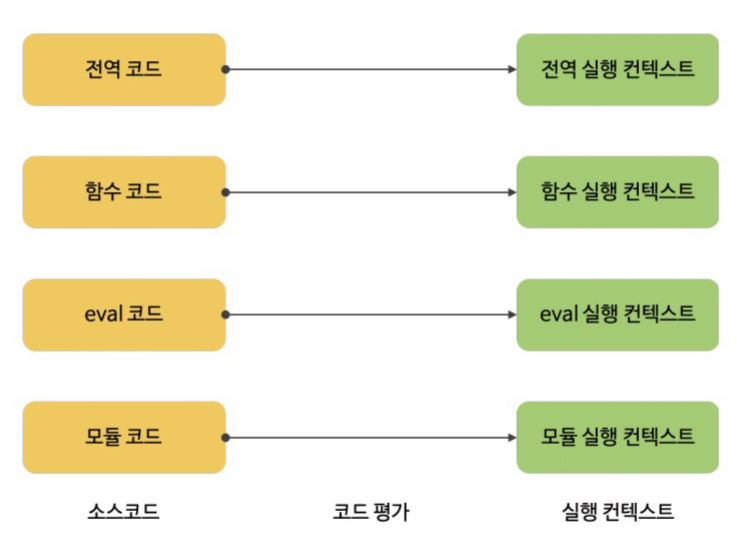 전역 코드
전역 실행 컨텍스트
함수 코드
함수 실행 컨텍스트
eval 코드
eval 실행 컨텍스트
모듈 코드
모듈 실행 컨텍스트
소스코드
코드 평가
실행 컨텍스트